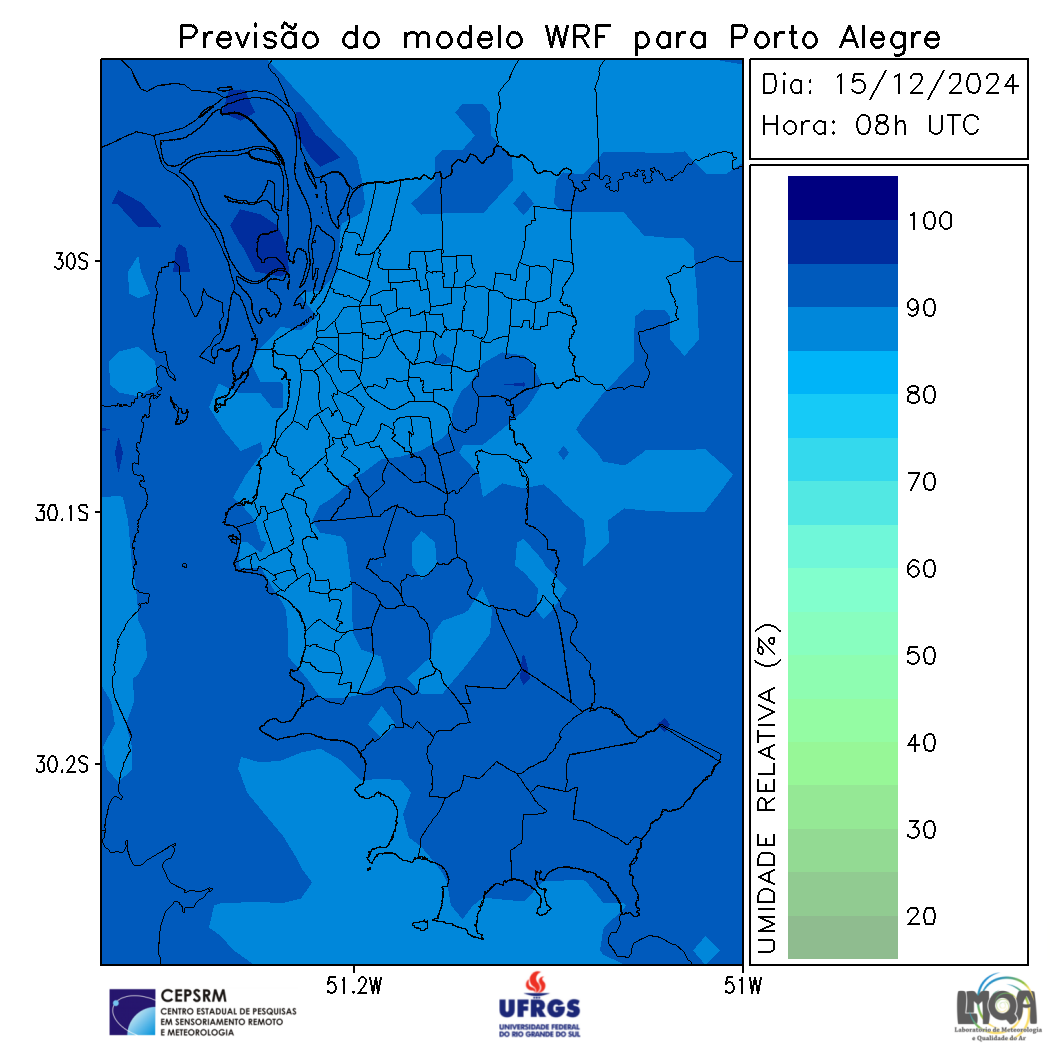 Previsão do modelo WRF para Porto Alegre
Dia: 15/12/2024
Hora: 08h UTC
30S
30.1S
30.2S
51.2W
51W
UMIDADE RELATIVA (%)
100
90
80
70
60
50
40
30
20
CEPSRM
CENTRO ESTADUAL DE PESQUISAS
EM SENSORIAMENTO REMOTO
E METEOROLOGIA
UFRGS
UNIVERSIDADE FEDERAL
DO RIO GRANDE DO SUL
LMQA
Laboratório de Meteorologia
e Qualidade do Ar